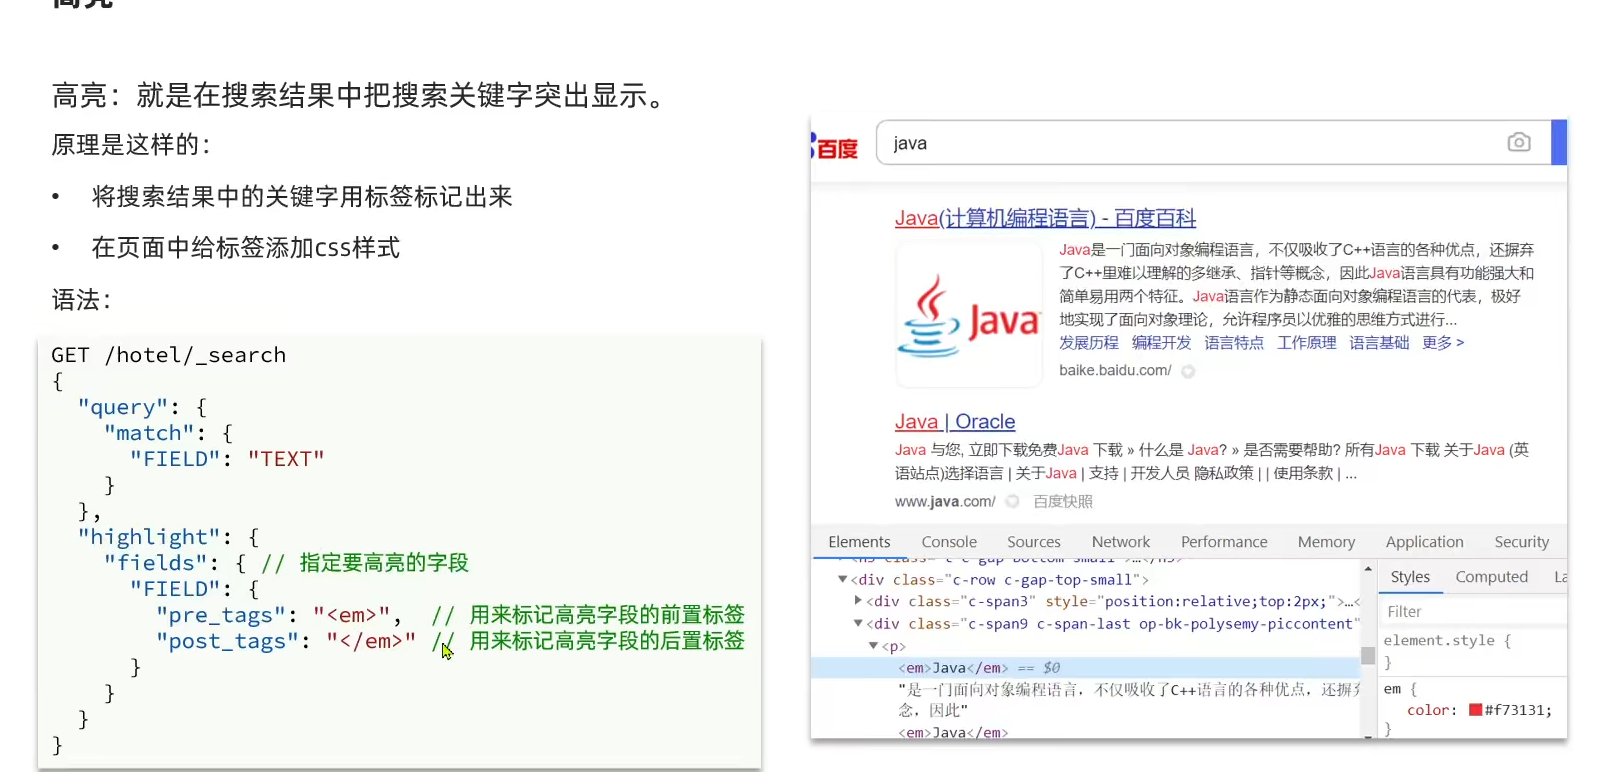 高亮
高亮：就是在搜索结果中把搜索关键字突出显示。
原理是这样的：
• 将搜索结果中的关键字用标签标记出来
• 在页面中给标签添加css样式
语法：
GET /hotel/_search
{
"query": {
"match": {
"FIELD": "TEXT"
}
},
"highlight": {
"fields": { // 指定要高亮的字段
"FIELD": {
"pre_tags": "<em>", // 用来标记高亮字段的前置标签
"post_tags": "</em>" // 用来标记高亮字段的后置标签
}
}
}
}
百度
java
Java(计算机编程语言) - 百度百科
Java是一门面向对象编程语言，不仅吸收了C++语言的各种优点，还摒弃
了C++里难以理解的多继承、指针等概念，因此Java语言具有功能强大和
简单易用两个特征。Java语言作为静态面向对象编程语言的代表，极好
地实现了面向对象理论，允许程序员以优雅的思维方式进行...
发展历程 编程开发 语言特点 工作原理 语言基础 更多 >
baike.baidu.com/
Java
Java | Oracle
Java 与您, 立即下载免费Java 下载 » 什么是 Java? » 是否需要帮助? 所有Java 下载 关于Java (英
语站点)选择语言 | 关于Java | 支持 | 开发人员 隐私政策 | | 使用条款 | ...
www.java.com/ 百度快照
Elements Console Sources Network Performance Memory Application Security
<div class="c-row c-gap-top-small">
<div class="c-span3" style="position:relative;top:2px;">…<
<div class="c-span9 c-span-last op-bk-polysemy-piccontent"
<p>
<em>Java</em> == $0
"是一门面向对象编程语言，不仅吸收了C++语言的各种优点，还摒
念，因此"
<em>Java</em>
Styles Computed La
Filter
element.style {
}
em {
color: #f73131;
}